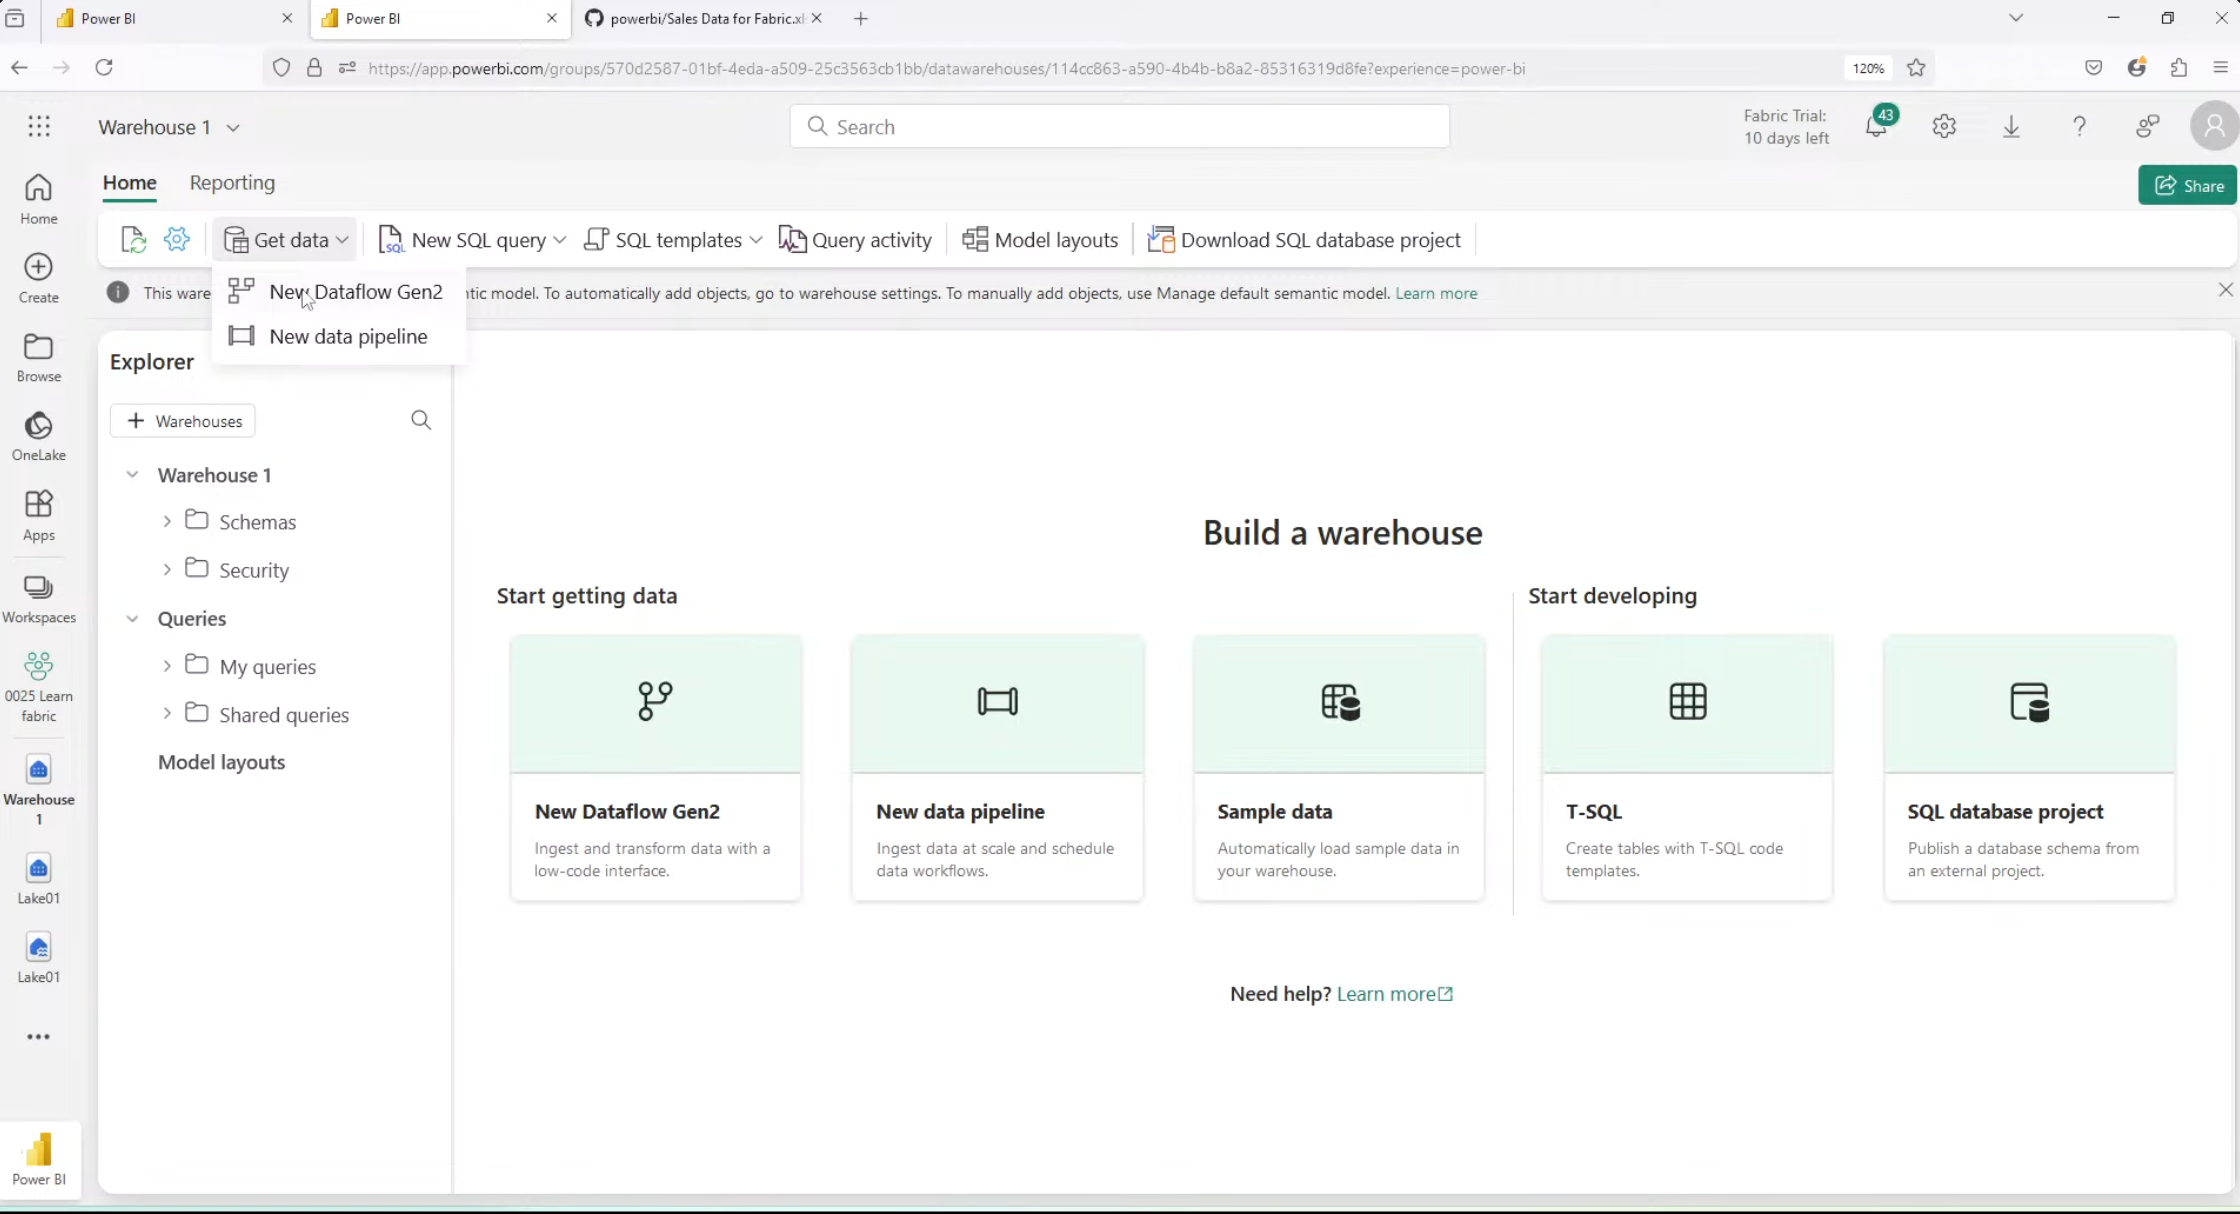 Power BI
Power BI
powerbi/Sales Data for Fabric.xl
https://app.powerbi.com/groups/570d2587-01bf-4eda-a509-25c3563cb1bb/datawarehouses/114cc863-a590-4b4b-b8a2-85316319d8fe?experience=power-bi
120%
Warehouse 1
Search
Fabric Trial:
10 days left
43
Home
Reporting
Share
Get data
New SQL query
SQL templates
Query activity
Model layouts
Download SQL database project
New Dataflow Gen2
New data pipeline
This ware
tic model. To automatically add objects, go to warehouse settings. To manually add objects, use Manage default semantic model. Learn more
Home
Create
Browse
OneLake
Apps
Workspaces
0025 Learn
fabric
Warehouse
1
Lake01
Lake01
Power BI
Explorer
Warehouses
Warehouse 1
Schemas
Security
Queries
My queries
Shared queries
Model layouts
Build a warehouse
Start getting data
Start developing
New Dataflow Gen2
Ingest and transform data with a
low-code interface.
New data pipeline
Ingest data at scale and schedule
data workflows.
Sample data
Automatically load sample data in
your warehouse.
T-SQL
Create tables with T-SQL code
templates.
SQL database project
Publish a database schema from
an external project.
Need help? Learn more